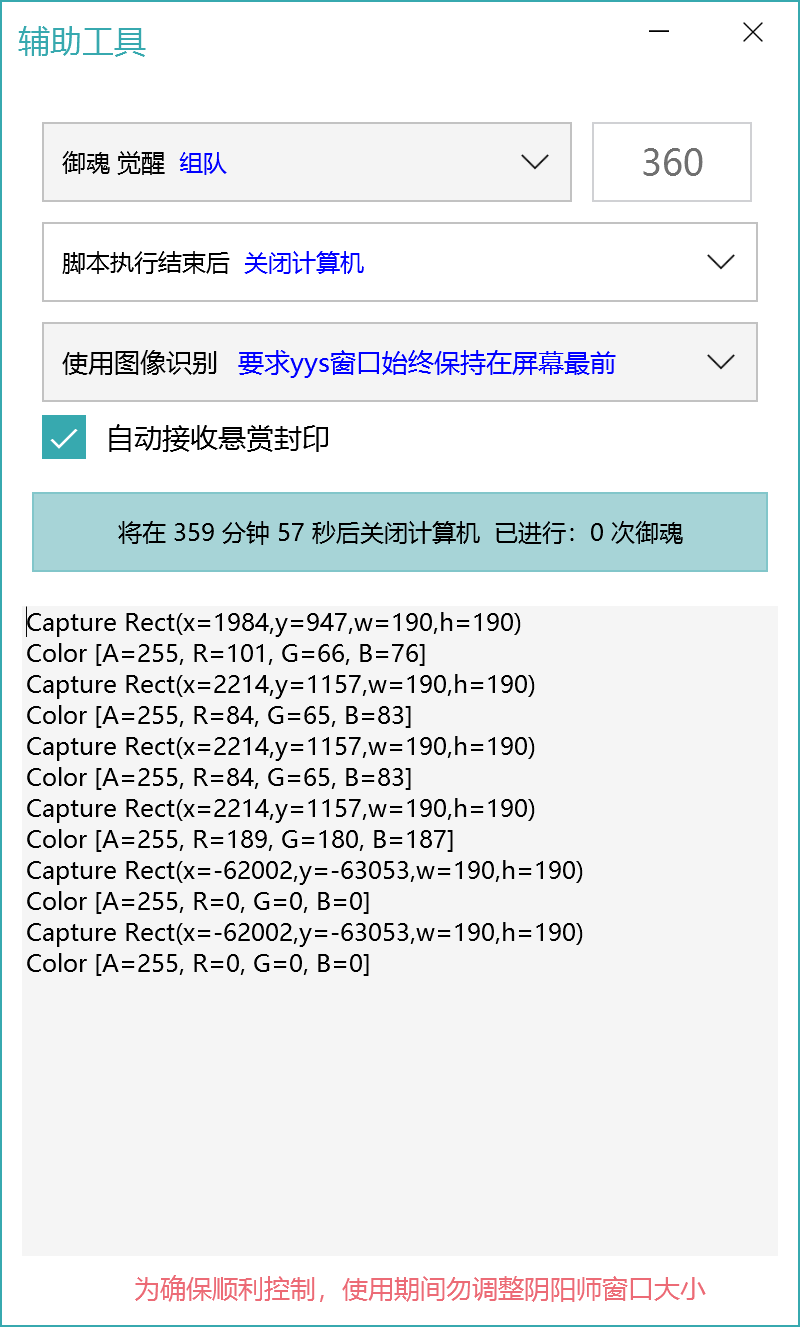 辅助工具
御魂 觉醒 组队
360
脚本执行结束后 关闭计算机
使用图像识别 要求yys窗口始终保持在屏幕最前
自动接收悬赏封印
将在 359 分钟 57 秒后关闭计算机 已进行：0 次御魂
Capture Rect(x=1984,y=947,w=190,h=190)
Color [A=255, R=101, G=66, B=76]
Capture Rect(x=2214,y=1157,w=190,h=190)
Color [A=255, R=84, G=65, B=83]
Capture Rect(x=2214,y=1157,w=190,h=190)
Color [A=255, R=84, G=65, B=83]
Capture Rect(x=2214,y=1157,w=190,h=190)
Color [A=255, R=189, G=180, B=187]
Capture Rect(x=-62002,y=-63053,w=190,h=190)
Color [A=255, R=0, G=0, B=0]
Capture Rect(x=-62002,y=-63053,w=190,h=190)
Color [A=255, R=0, G=0, B=0]
为确保顺利控制，使用期间勿调整阴阳师窗口大小